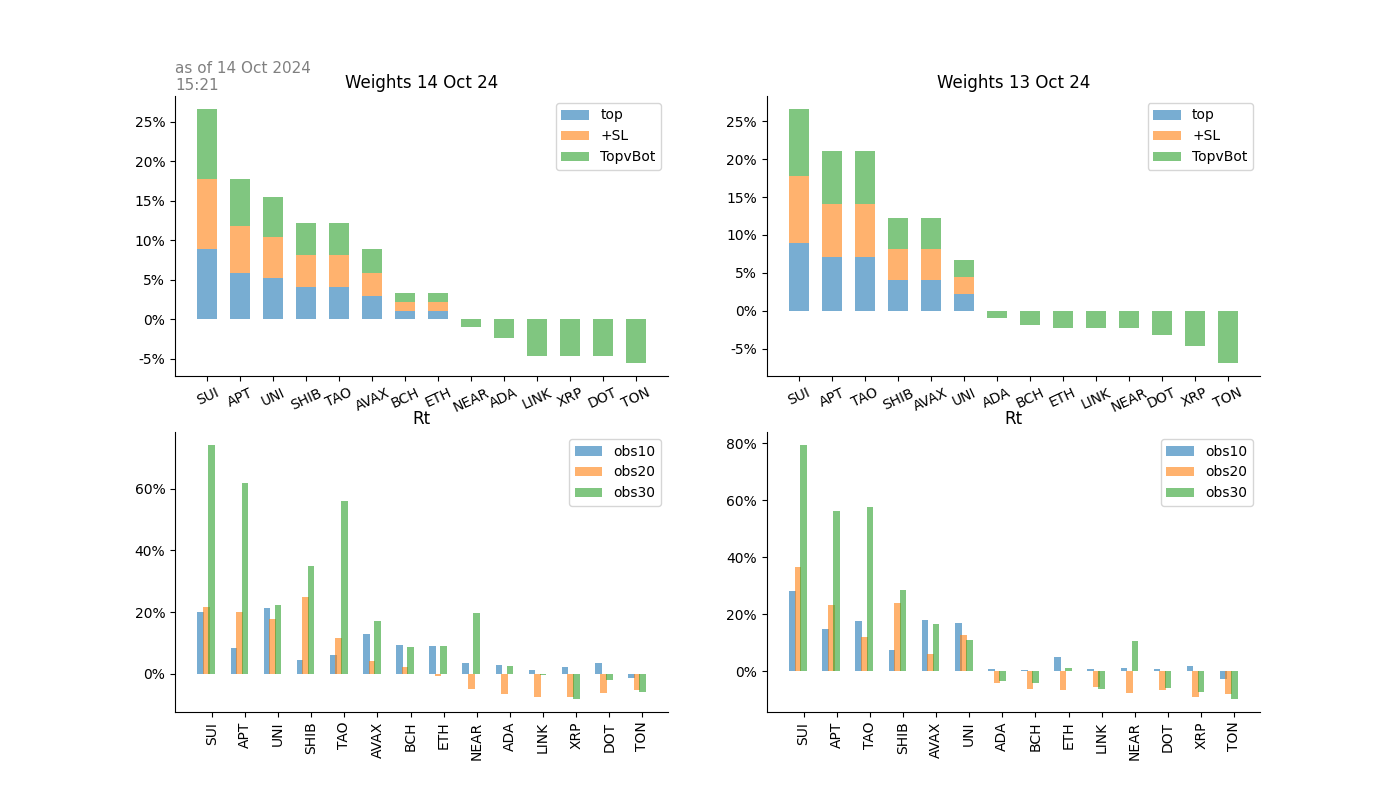 as of 14 Oct 2024
15:21
Weights 14 Oct 24
25%
20%
15%
10%
5%
0%
-5%
top
+SL
TopvBot
SUI APT UNI SHIB TAO AVAX BCH ETH NEAR ADA LINK XRP DOT TON
Weights 13 Oct 24
25%
20%
15%
10%
5%
0%
-5%
top
+SL
TopvBot
SUI APT TAO SHIB AVAX UNI ADA BCH ETH LINK NEAR DOT XRP TON
Rt
60%
40%
20%
0%
obs10
obs20
obs30
SUI APT UNI SHIB TAO AVAX BCH ETH NEAR ADA LINK XRP DOT TON
Rt
80%
60%
40%
20%
0%
obs10
obs20
obs30
SUI APT TAO SHIB AVAX UNI ADA BCH ETH LINK NEAR DOT XRP TON